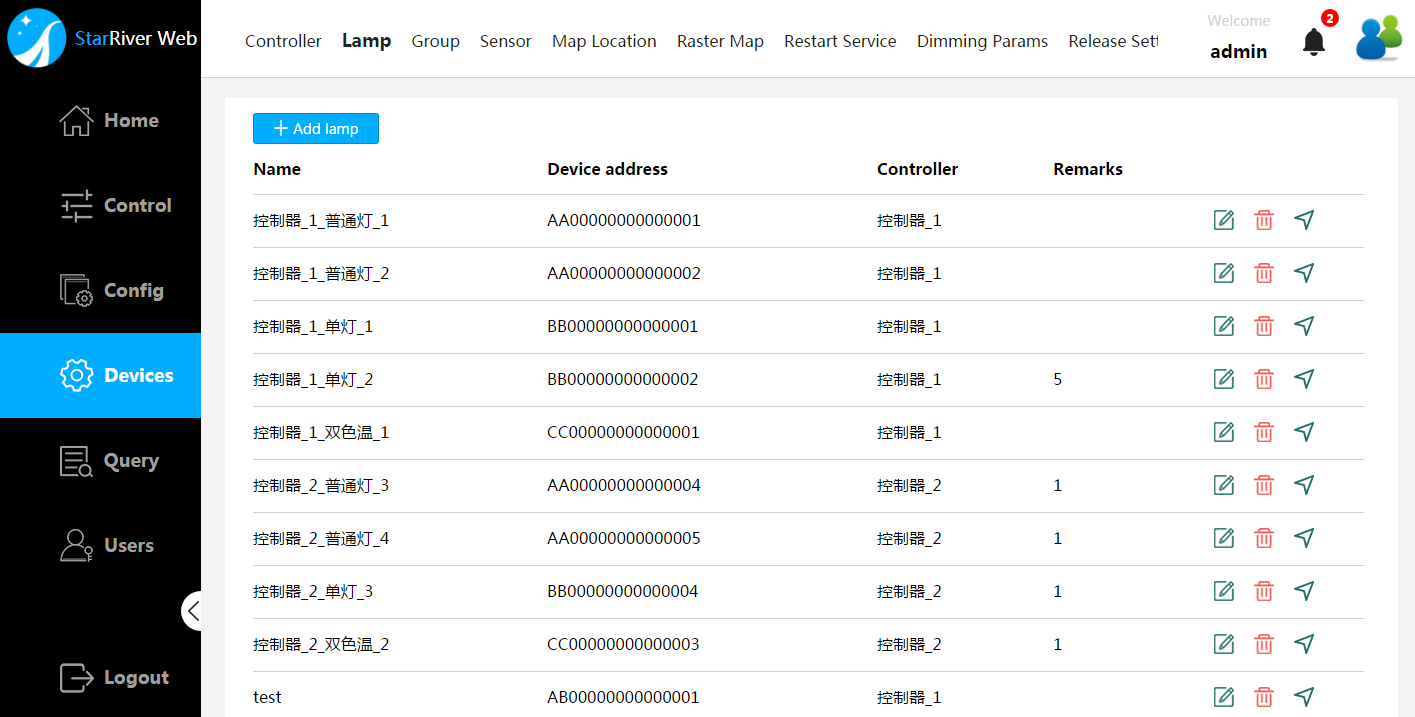 StarRiver Web
Home
Control
Config
Devices
Query
Users
Logout
Controller Lamp Group Sensor Map Location Raster Map Restart Service Dimming Params Release Sett
Welcome
admin
2
Add lamp
Name Device address Controller Remarks
控制器_1_普通灯_1 AA00000000000001 控制器_1
控制器_1_普通灯_2 AA00000000000002 控制器_1
控制器_1_单灯_1 BB00000000000001 控制器_1
控制器_1_单灯_2 BB00000000000002 控制器_1 5
控制器_1_双色温_1 CC00000000000001 控制器_1
控制器_2_普通灯_3 AA00000000000004 控制器_2 1
控制器_2_普通灯_4 AA00000000000005 控制器_2 1
控制器_2_单灯_3 BB00000000000004 控制器_2 1
控制器_2_双色温_2 CC00000000000003 控制器_2 1
test AB00000000000001 控制器_1